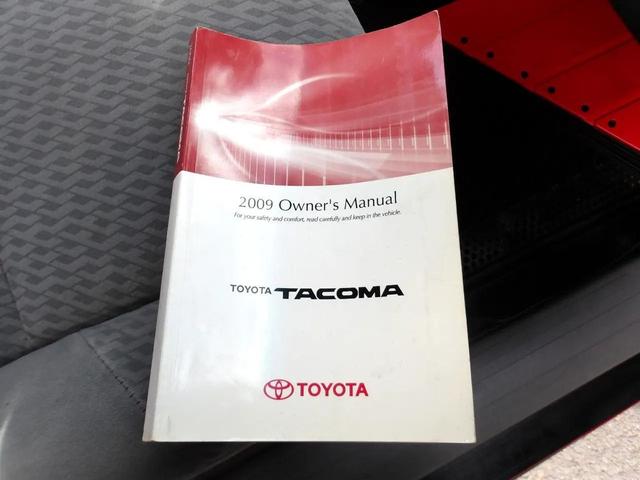 2009 Owner's Manual
For your safety and comfort, read carefully and keep in the vehicle.
TOYOTA TACOMA
TOYOTA